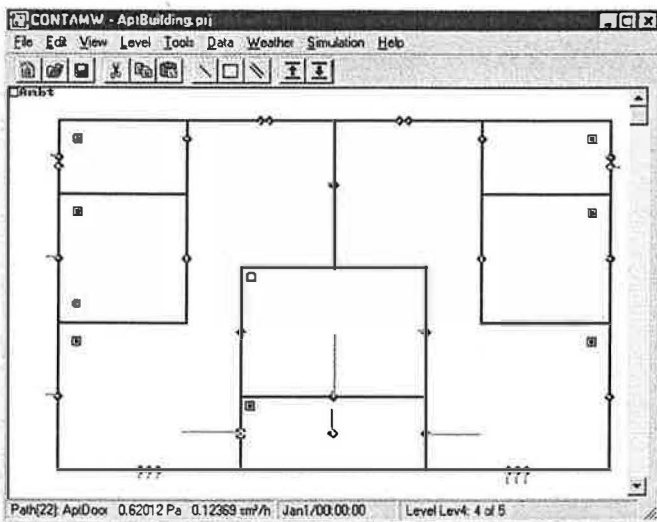 CONTAMW - AptBuilding.prj
File Edit View Level Tools Data Weather Simulation Help
Ambt
Path[22]: AptDoor 0.62012 Pa 0.12369 sm³/h Jan1/00:00:00 Level Lev4: 4 of 5